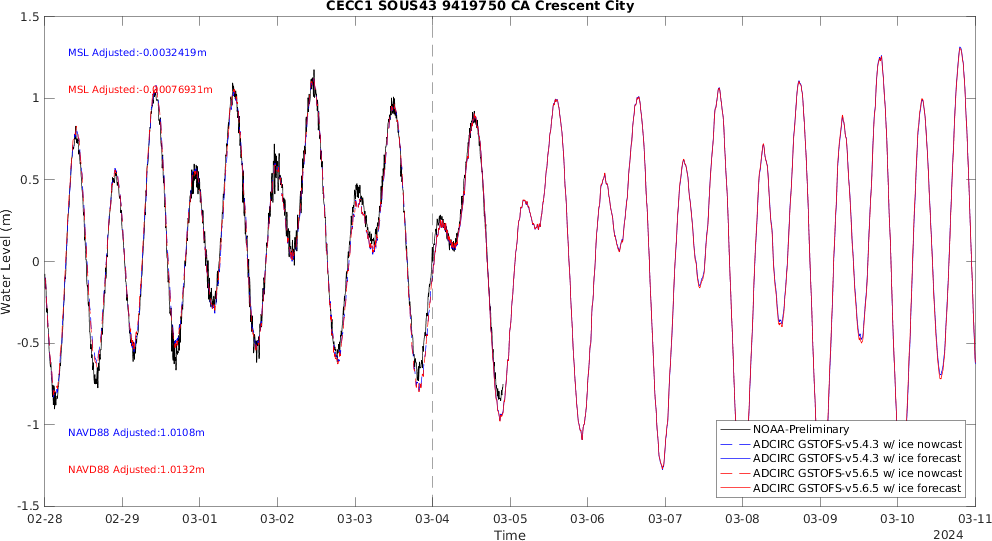 CECC1 SOUS43 9419750 CA Crescent City
1.5
1
0.5
0
-0.5
-1
-1.5
Water Level (m)
MSL Adjusted:-0.0032419m
MSL Adjusted:-0.00076931m
NAVD88 Adjusted:1.0108m
NAVD88 Adjusted:1.0132m
NOAA-Preliminary
ADCIRC GSTOFS-v5.4.3 w/ ice nowcast
ADCIRC GSTOFS-v5.4.3 w/ ice forecast
ADCIRC GSTOFS-v5.6.5 w/ ice nowcast
ADCIRC GSTOFS-v5.6.5 w/ ice forecast
02-28 02-29 03-01 03-02 03-03 03-04 03-05 03-06 03-07 03-08 03-09 03-10 03-11
Time
2024